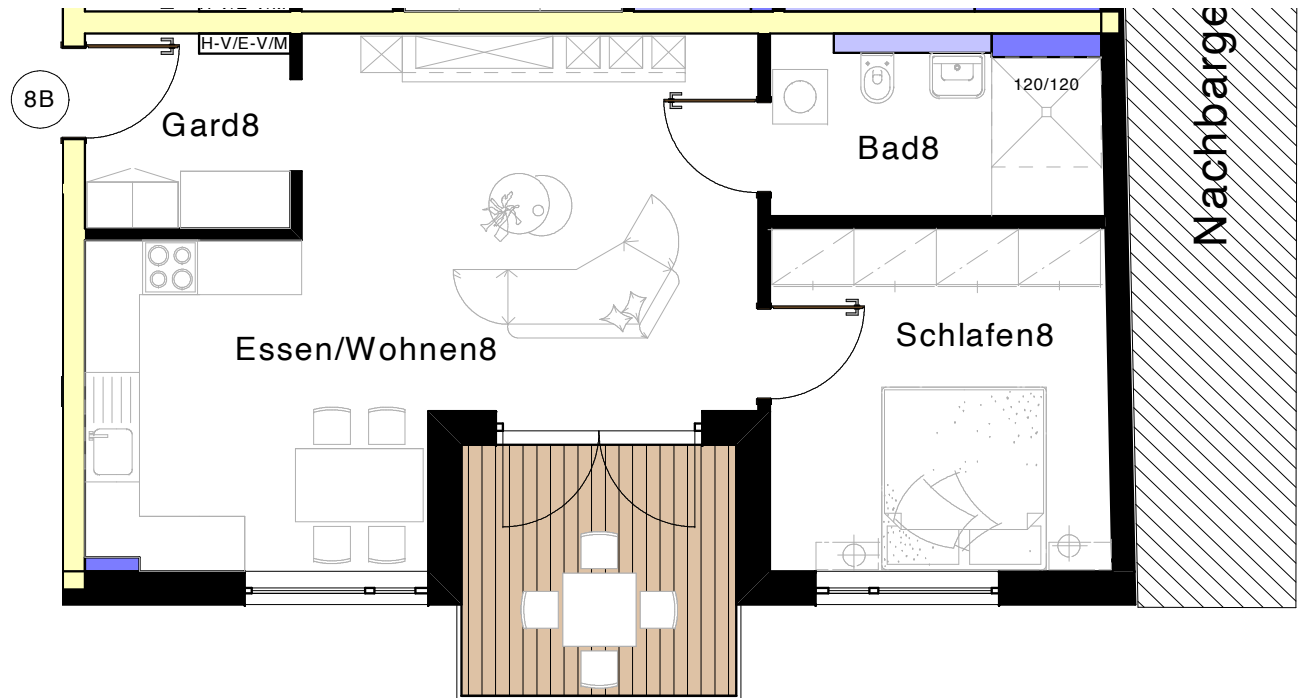 H-V/E-V/M
8B
Gard8
120/120
Bad8
Nachbarge
Essen/Wohnen8
Schlafen8